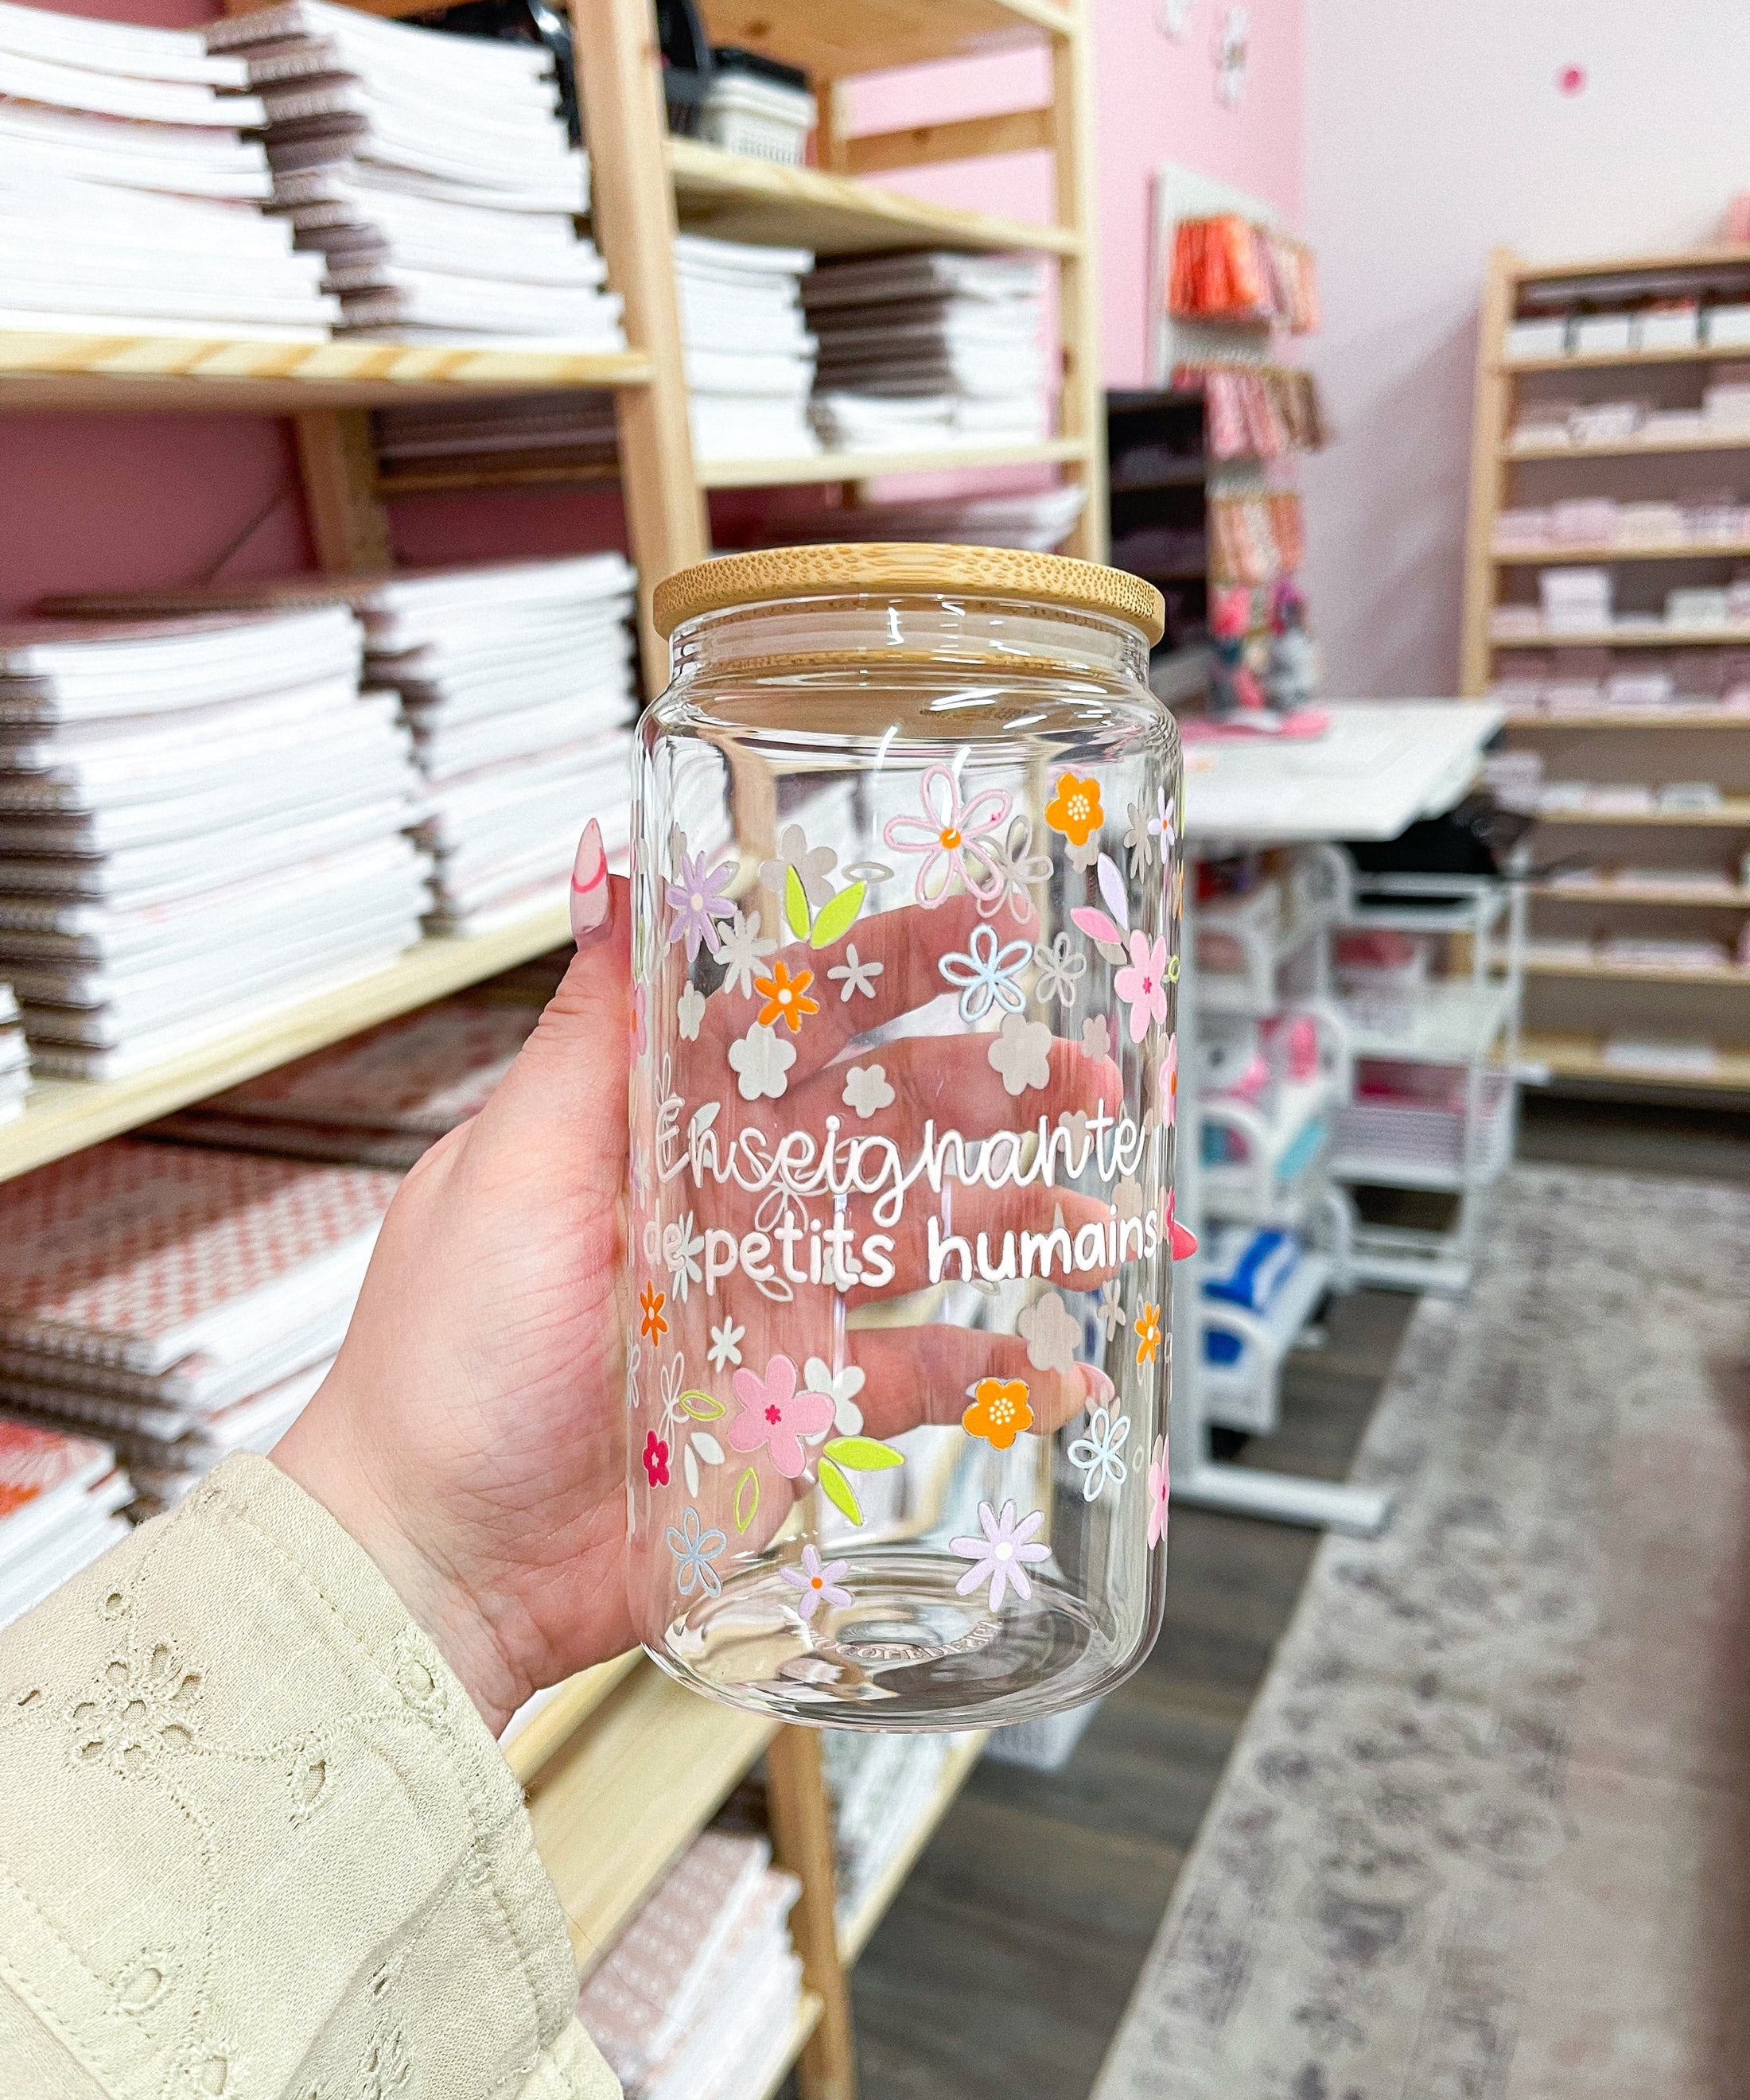 Enseignante
de petits humains